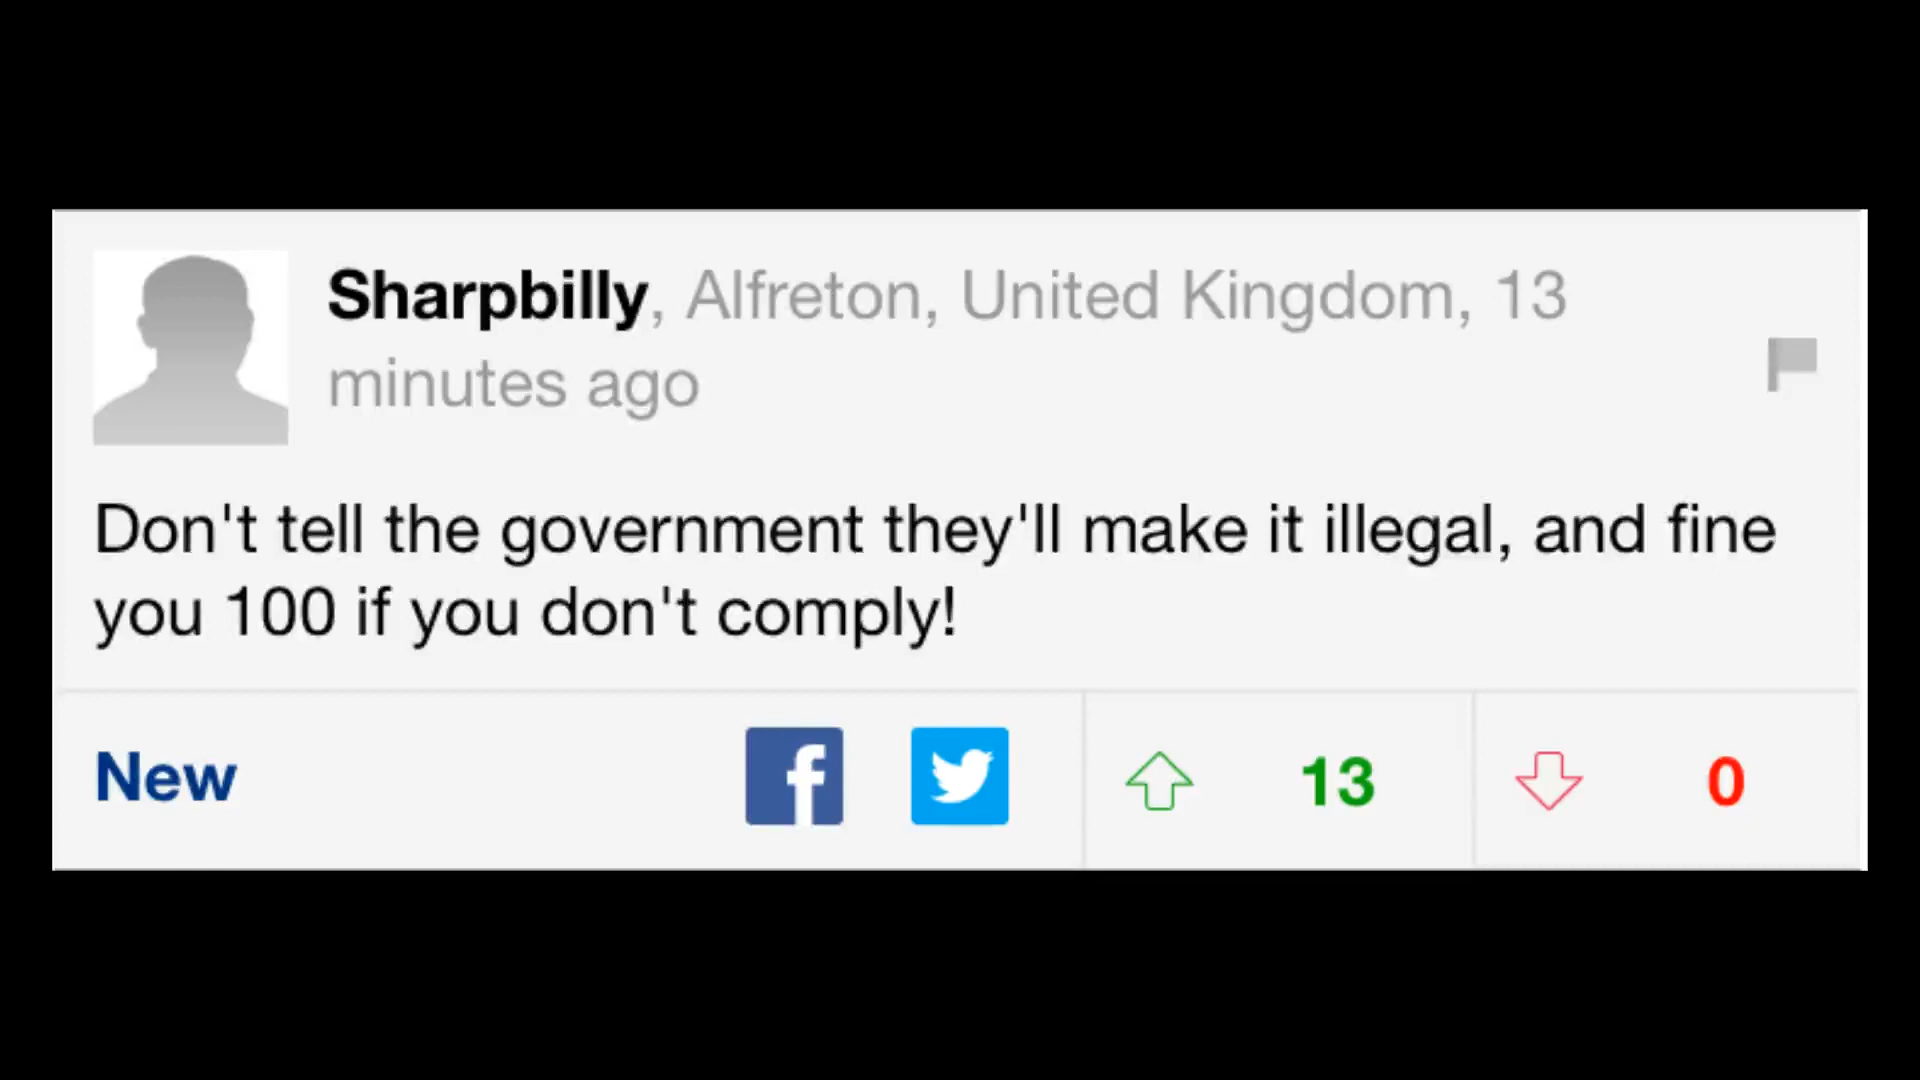 Sharpbilly, Alfreton, United Kingdom, 13
minutes ago
Don't tell the government they'll make it illegal, and fine
you 100 if you don't comply!
New
13
0